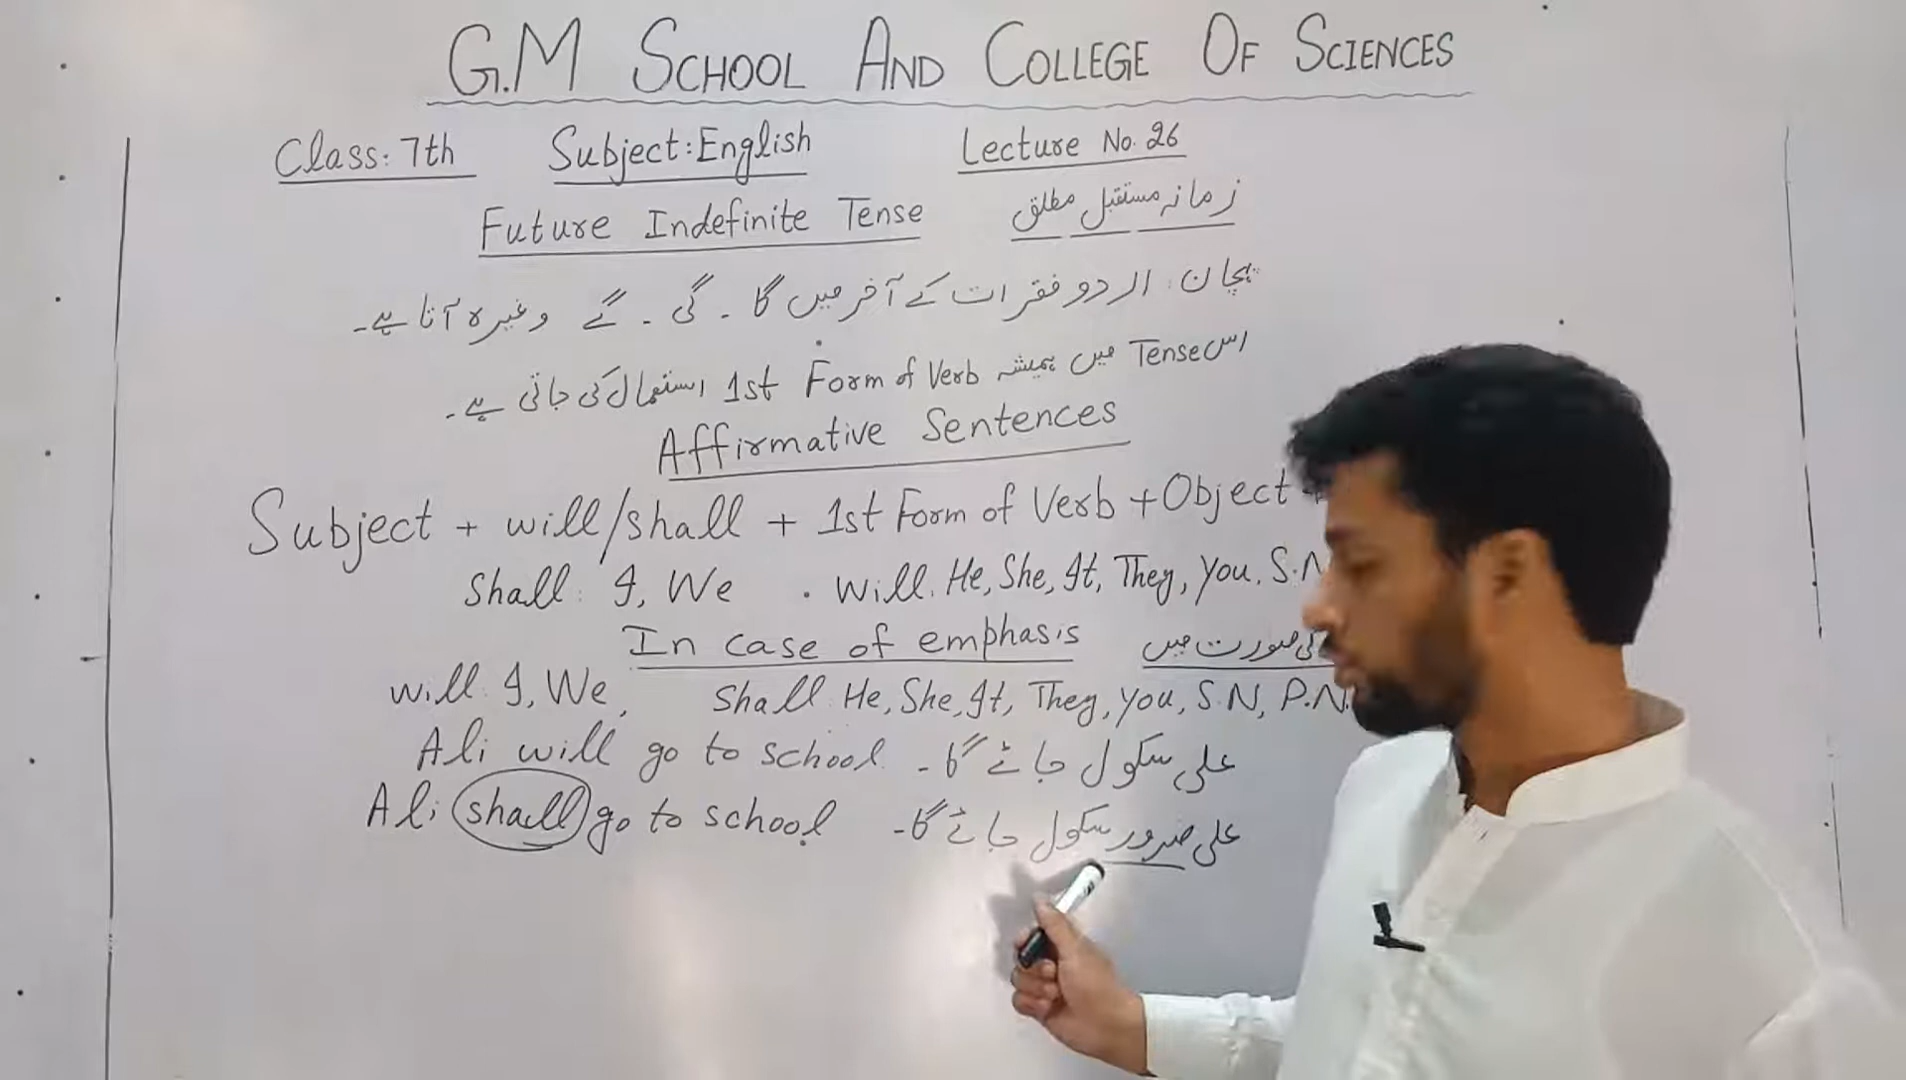 G.M SCHOOL AND COLLEGE OF SCIENCES
Class: 7th Subject: English Lecture No. 26
Future Indefinite Tense زمانہ مستقبل مطلق
پہچان: اردو فقرات کے آخر میں گا ۔ گی ۔ گے وغیرہ آتا ہے۔
اس Tense میں ہمیشہ 1st Form of Verb استعمال کی جاتی ہے۔
Affirmative Sentences
Subject + will/shall + 1st Form of Verb + Object +
Shall: I, We . Will: He, She, It, They, you, S.N
In case of emphasis کی صورت میں
will I, We, Shall He, She, It, They, you, S.N, P.N.
Ali will go to school. علی سکول جائے گا۔
Ali shall go to school علی ضرور سکول جائے گا۔